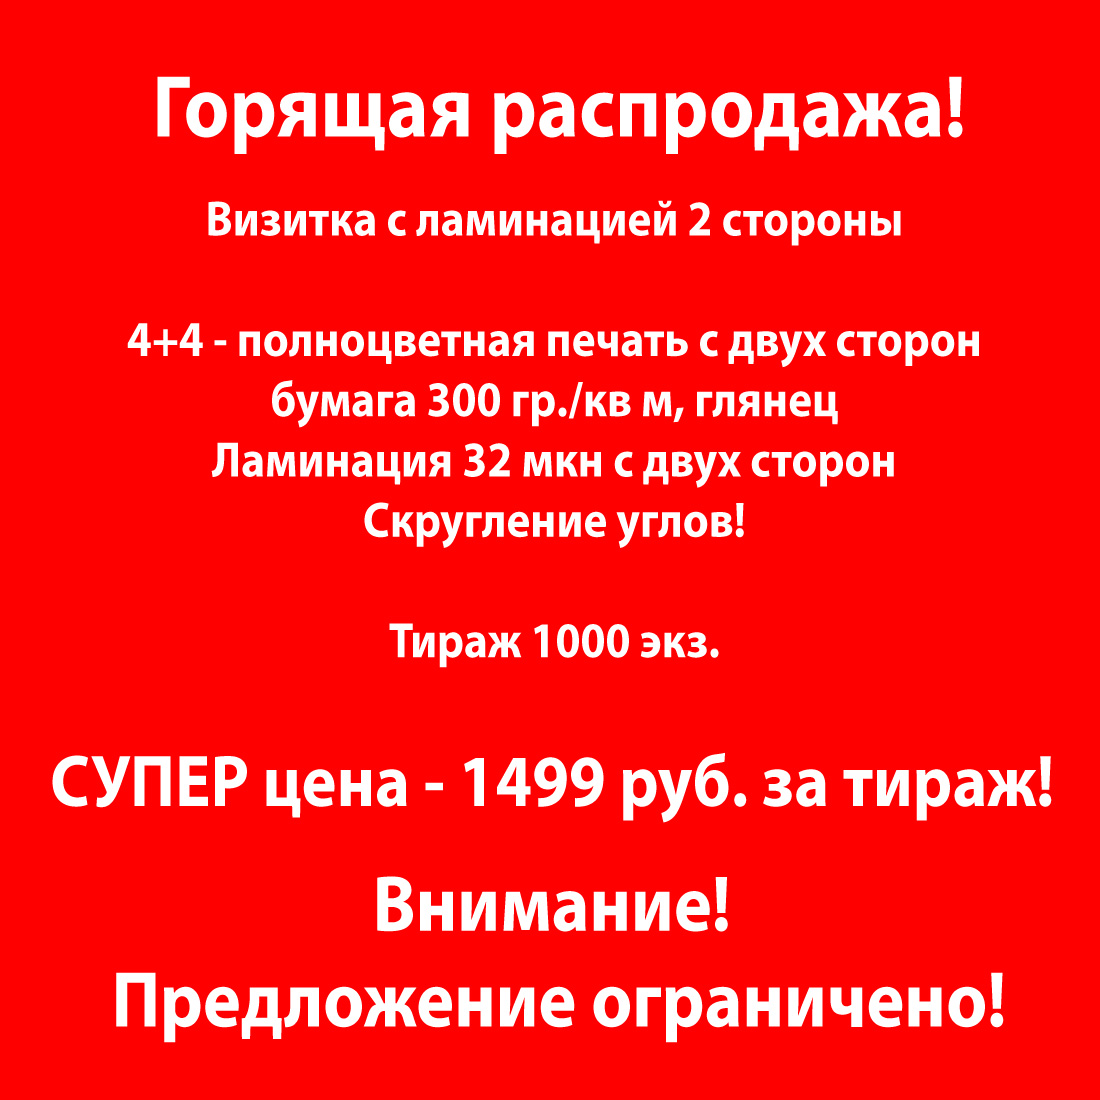 Горящая распродажа!
Визитка с ламинацией 2 стороны
4+4 - полноцветная печать с двух сторон
бумага 300 гр./кв м, глянец
Ламинация 32 мкн с двух сторон
Скругление углов!
Тираж 1000 экз.
СУПЕР цена - 1499 руб. за тираж!
Внимание!
Предложение ограничено!